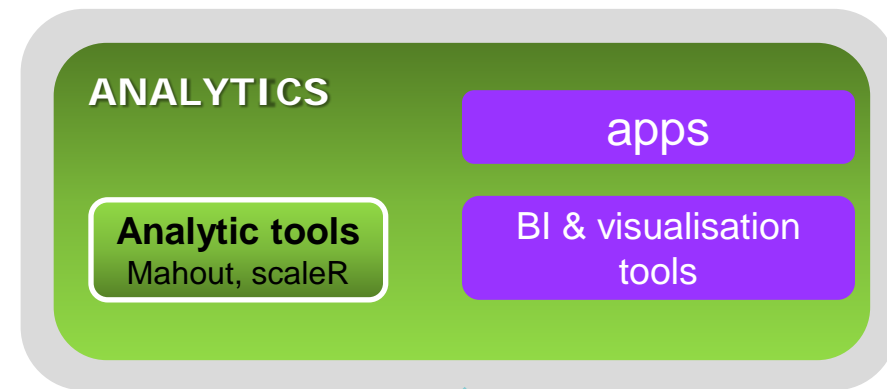 ANALYTICS
apps
Analytic tools
Mahout, scaleR
BI & visualisation
tools